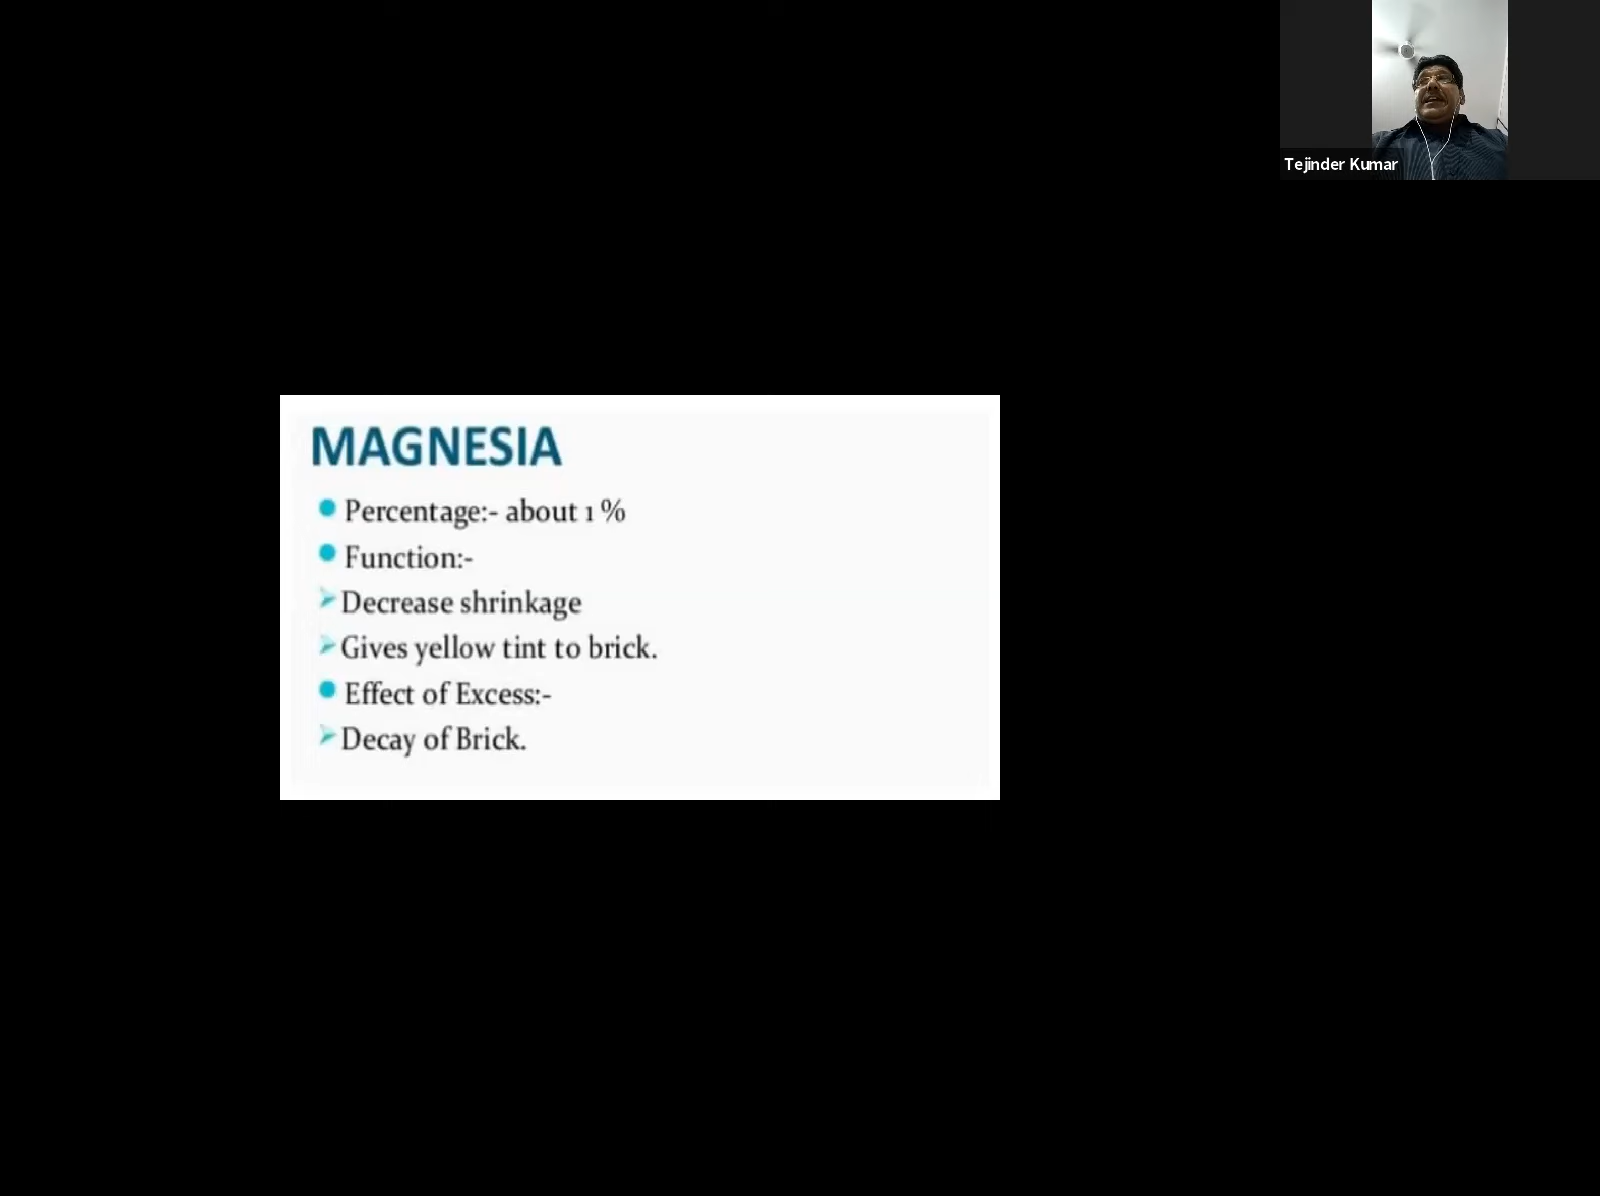 Tejinder Kumar
MAGNESIA
Percentage:- about 1 %
Function:-
Decrease shrinkage
Gives yellow tint to brick.
Effect of Excess:-
Decay of Brick.